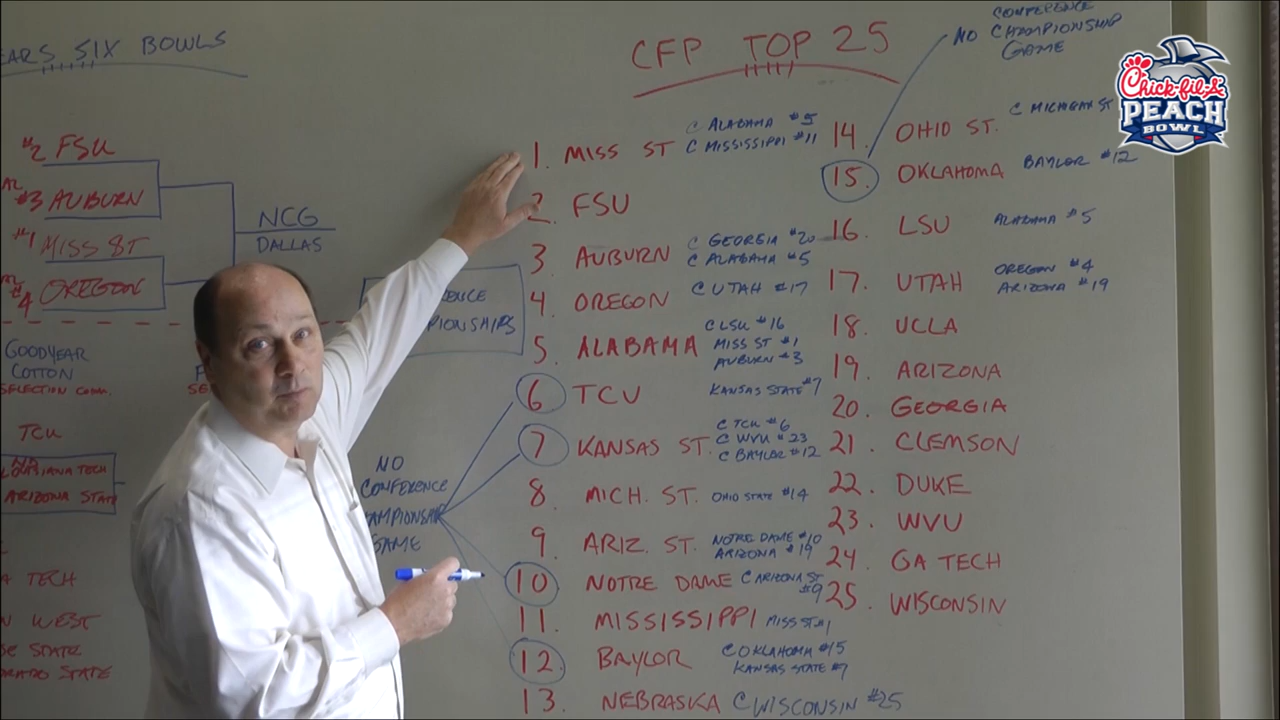 EARS SIX BOWLS
#2 FSU
#3 AUBURN
#1 MISS ST
#4 OREGON
NCG
DALLAS
GOODYEAR
COTTON
SELECTION COMM.
TCU
LOUISIANA TECH
ARIZONA STATE
A TECH
N WEST
SE STATE
ORADO STATE
ENCE
PIONSHIPS
NO
CONFERENCE
HAMPIONSHIP
GAME
CFP TOP 25
1. MISS ST C ALABAMA #5
C MISSISSIPPI #11
2. FSU
3. AUBURN C GEORGIA #20
C ALABAMA #5
4. OREGON C UTAH #17
5. ALABAMA C LSU #16
MISS ST #1
AUBURN #3
6 TCU KANSAS STATE #7
7 KANSAS ST. C TCU #6
C WVU #23
C BAYLOR #12
8 MICH. ST. OHIO STATE #14
9. ARIZ. ST. NOTRE DAME #10
ARIZONA #19
10 NOTRE DAME C ARIZONA ST
#9
11. MISSISSIPPI MISS ST #1
12. BAYLOR C OKLAHOMA #15
KANSAS STATE #7
13. NEBRASKA C WISCONSIN #25
NO CONFERENCE
CHAMPIONSHIP
GAME
14. OHIO ST. C MICHIGAN ST
15. OKLAHOMA BAYLOR #12
16. LSU ALABAMA #5
17. UTAH OREGON #4
ARIZONA #19
18. UCLA
19. ARIZONA
20. GEORGIA
21. CLEMSON
22. DUKE
23. WVU
24. GA TECH
25. WISCONSIN
Chick-fil-A
PEACH
BOWL